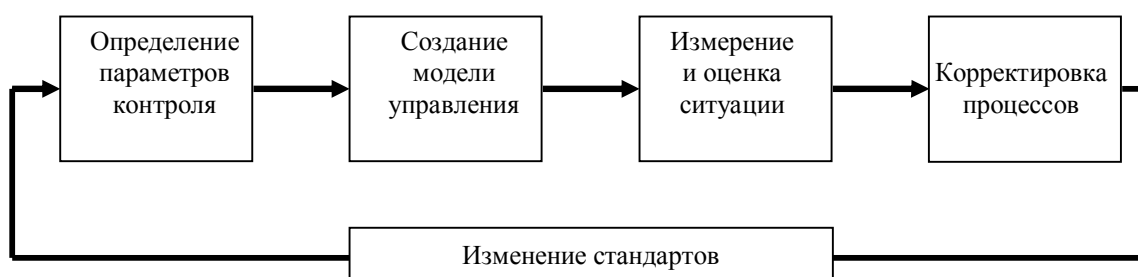 Определение
параметров
контроля
Создание
модели
управления
Измерение
и оценка
ситуации
Корректировка
процессов
Изменение стандартов